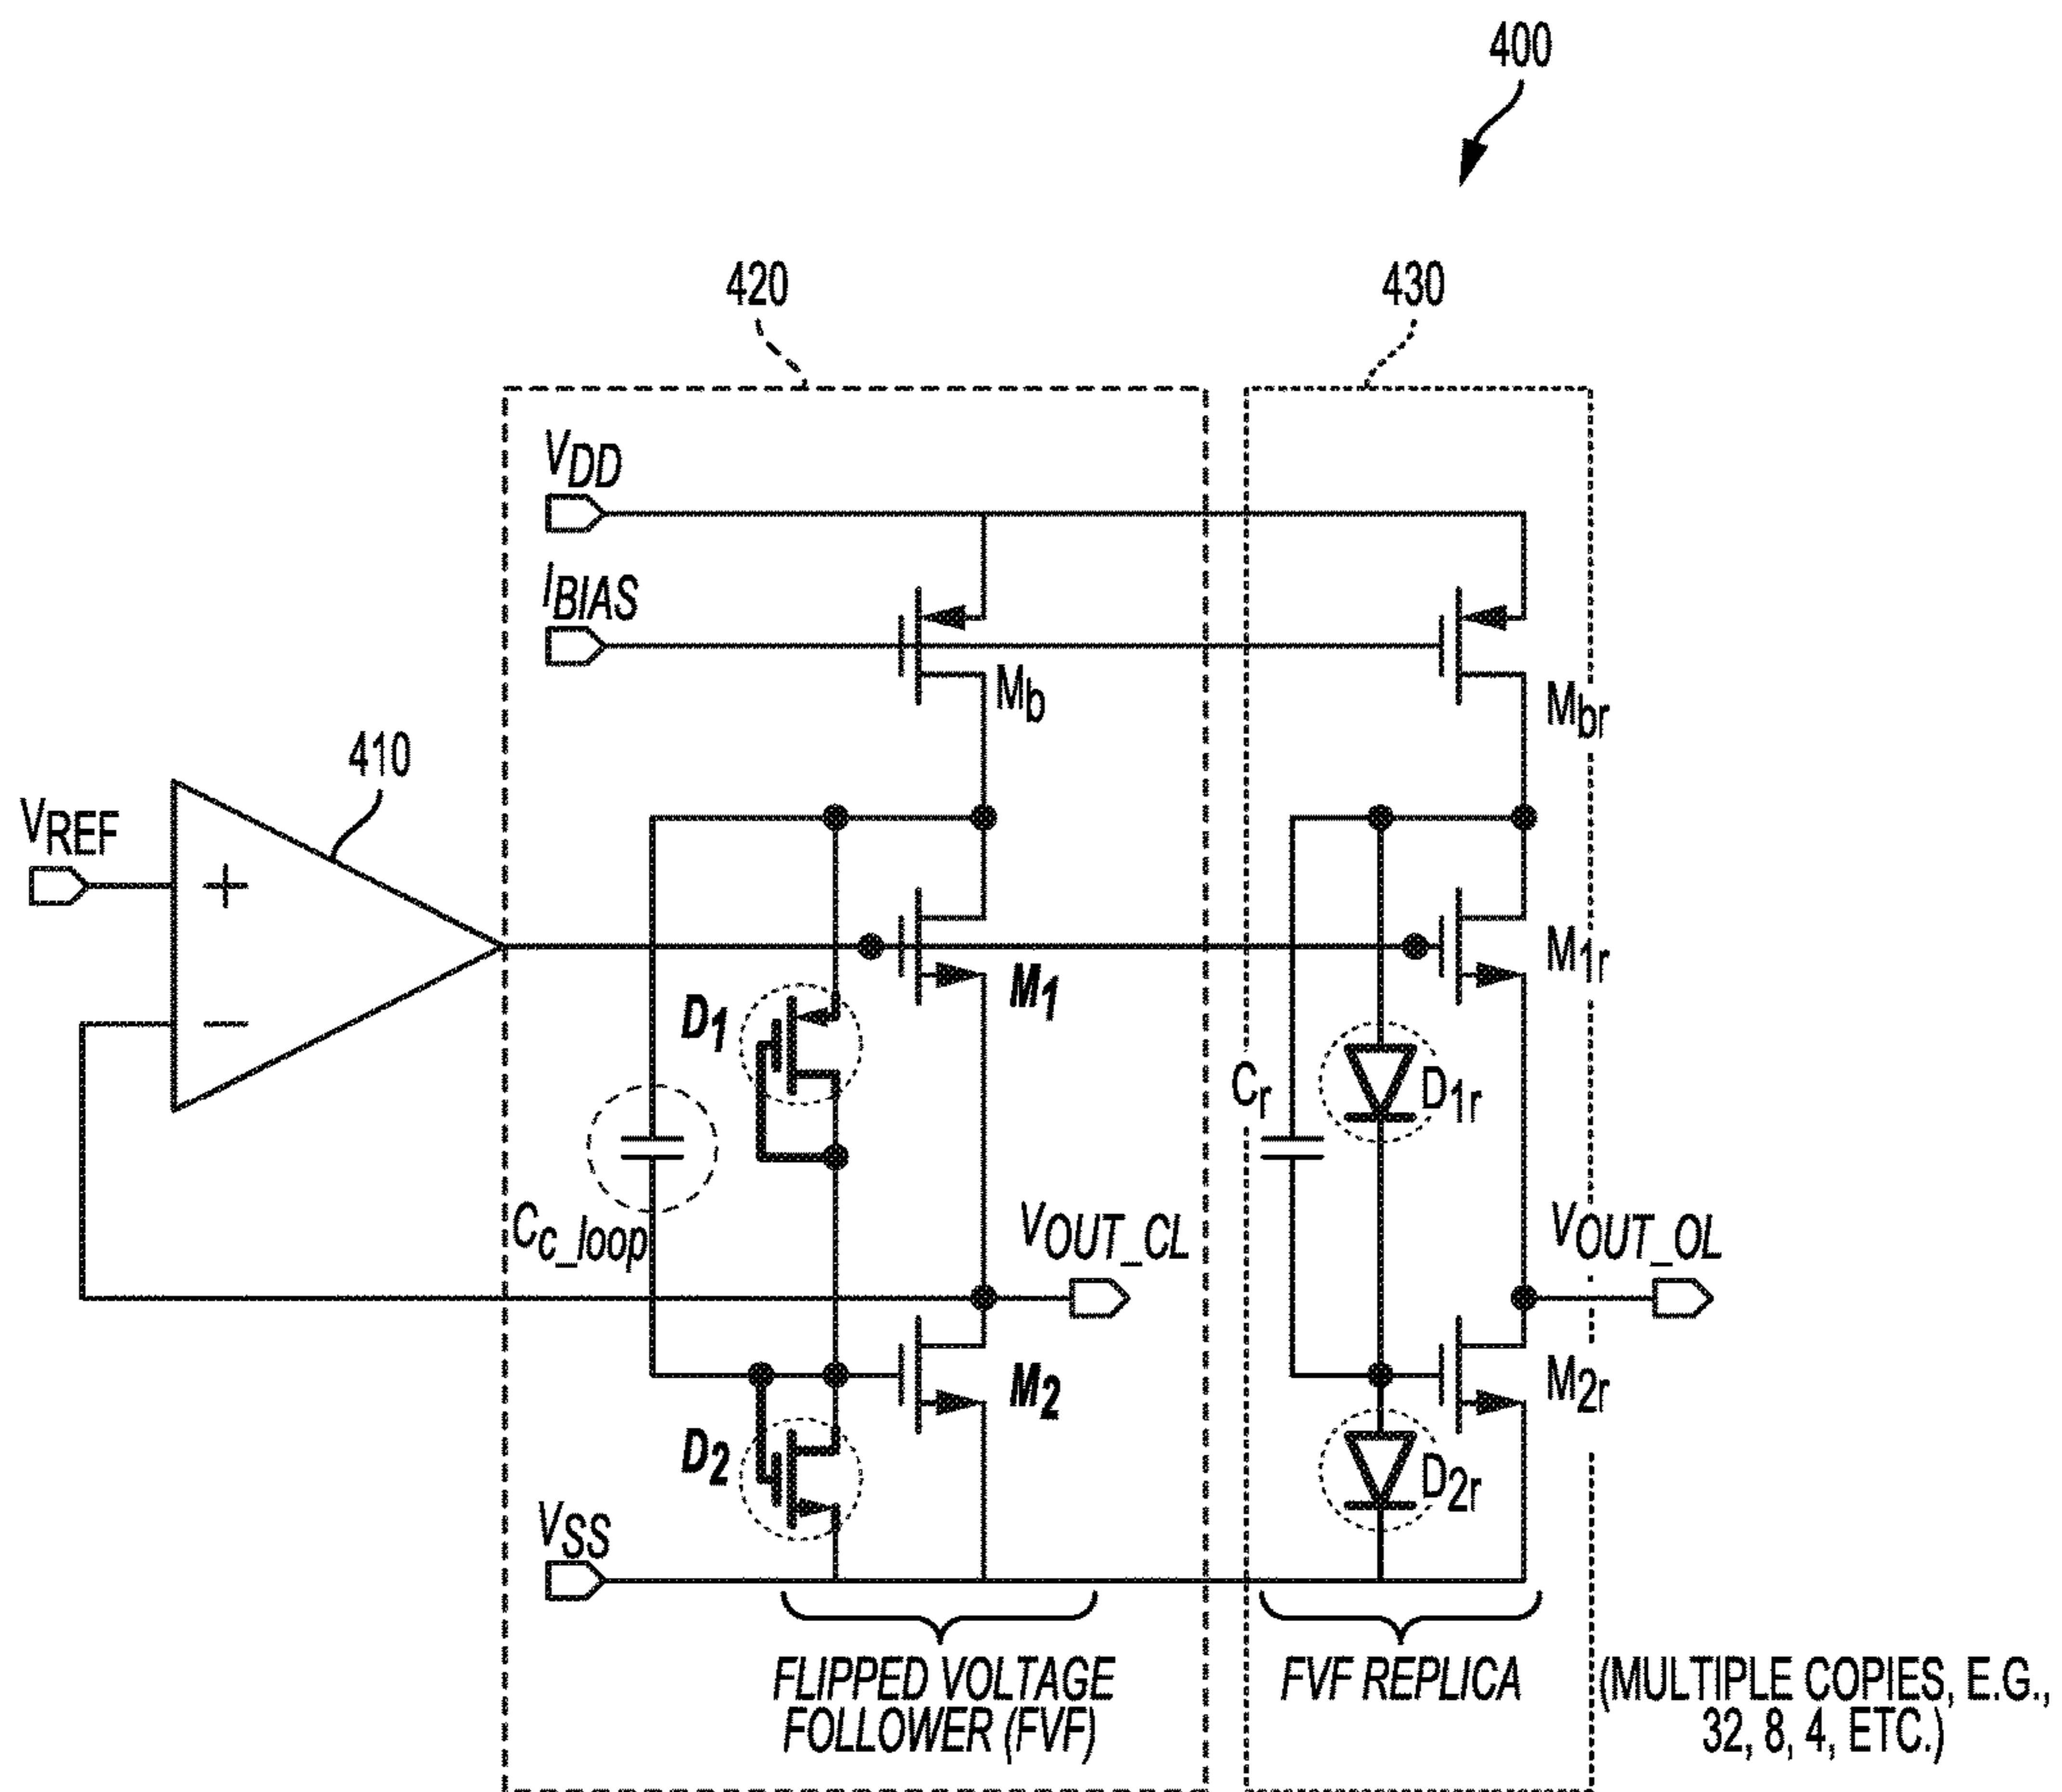 400
420
430
VDD
IBIAS
Mb
Mbr
410
VREF
+
−
M1
M1r
D1
Cr
D1r
Cc_loop
VOUT_CL
VOUT_OL
M2
M2r
D2
D2r
VSS
FLIPPED VOLTAGE
FOLLOWER (FVF)
FVF REPLICA
(MULTIPLE COPIES, E.G.,
32, 8, 4, ETC.)